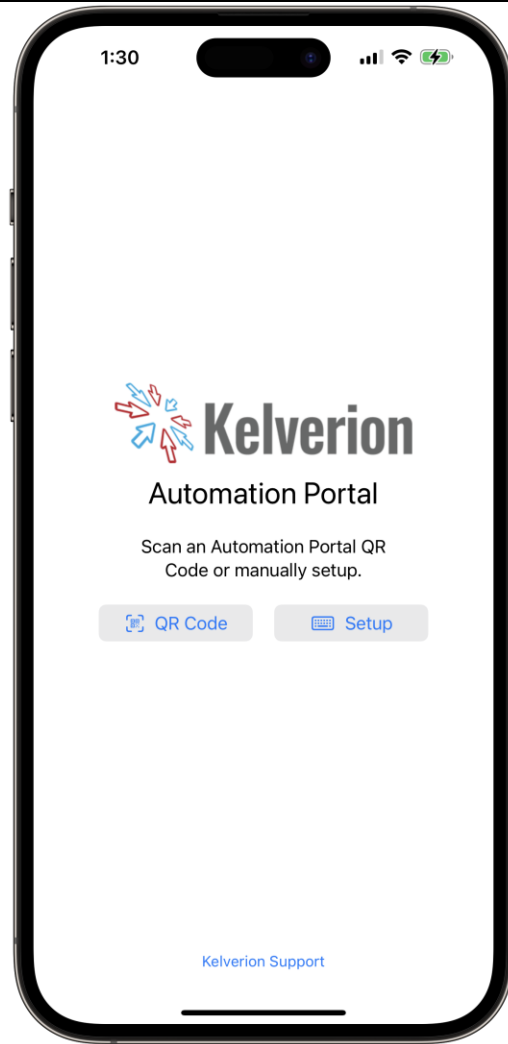 1:30
Kelverion
Automation Portal
Scan an Automation Portal QR
Code or manually setup.
QR Code
Setup
Kelverion Support